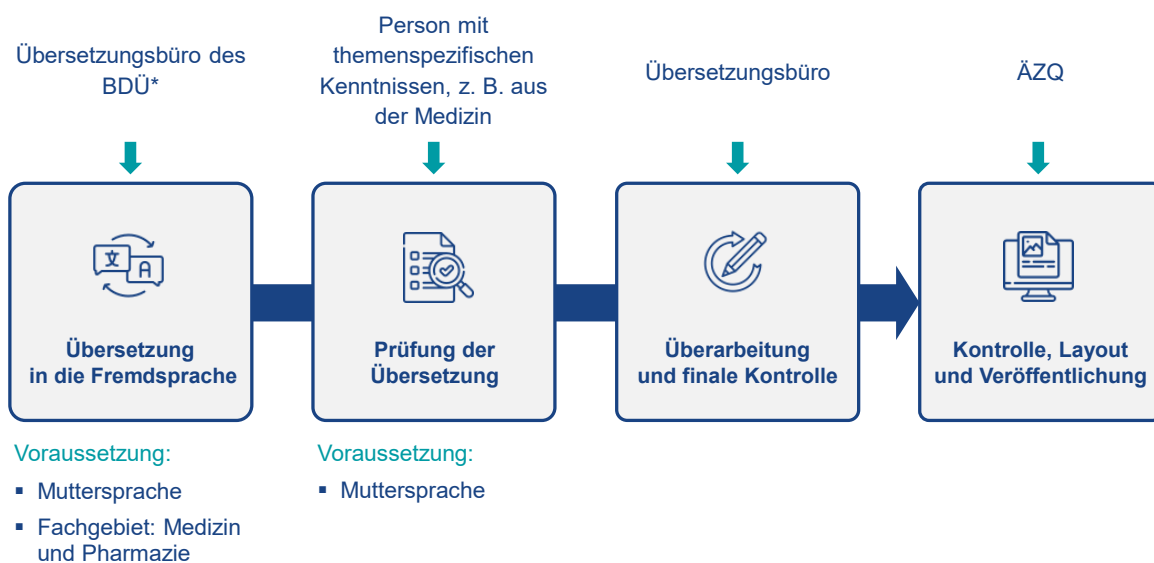 Übersetzungsbüro des
BDÜ*
Person mit
themenspezifischen
Kenntnissen, z. B. aus
der Medizin
Übersetzungsbüro
ÄZQ
文 A
Übersetzung
in die Fremdsprache
Prüfung der
Übersetzung
Überarbeitung
und finale Kontrolle
Kontrolle, Layout
und Veröffentlichung
Voraussetzung:
▪ Muttersprache
▪ Fachgebiet: Medizin
und Pharmazie
Voraussetzung:
▪ Muttersprache